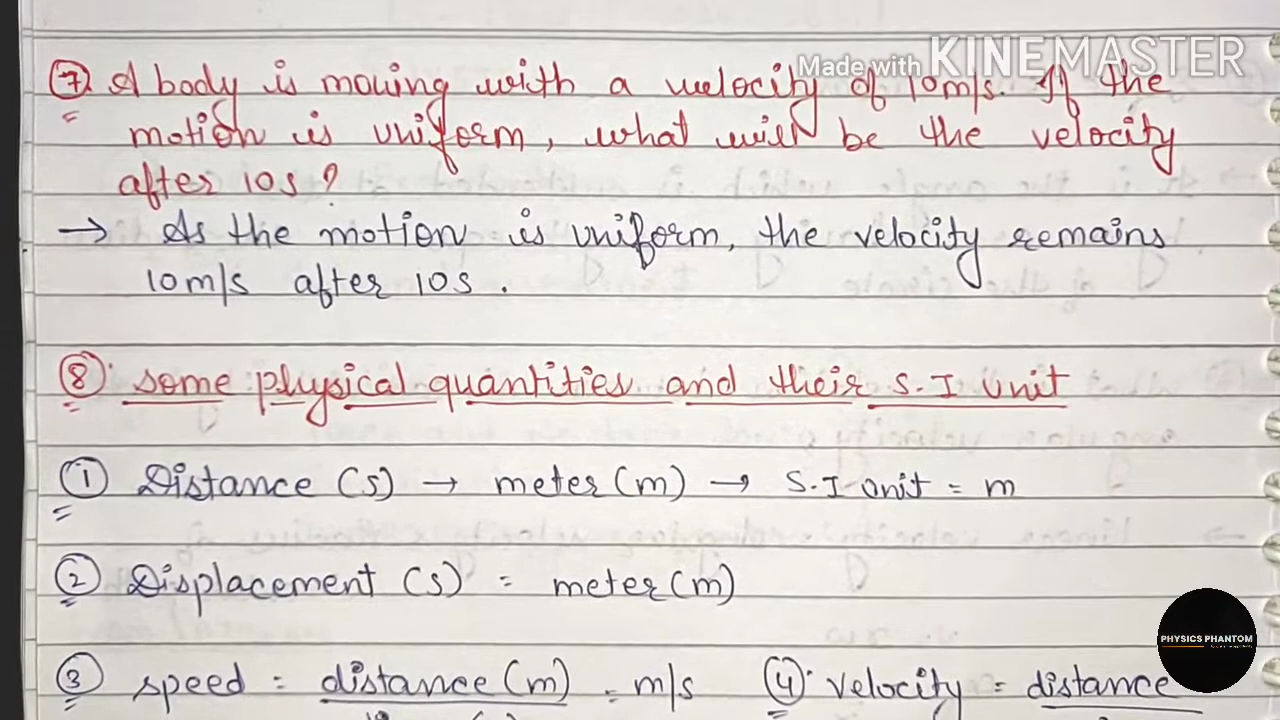 Made with KINEMASTER
7. A body is moving with a velocity of 10m/s. If the
motion is uniform, what will be the velocity
after 10s?
→ As the motion is uniform, the velocity remains
10m/s after 10s.
8. Some physical quantities and their S.I Unit
1 Distance (s) → meter (m) → S.I unit = m
2 Displacement (s) = meter (m)
3 speed = distance (m) = m/s 4. Velocity = distance
PHYSICS PHANTOM